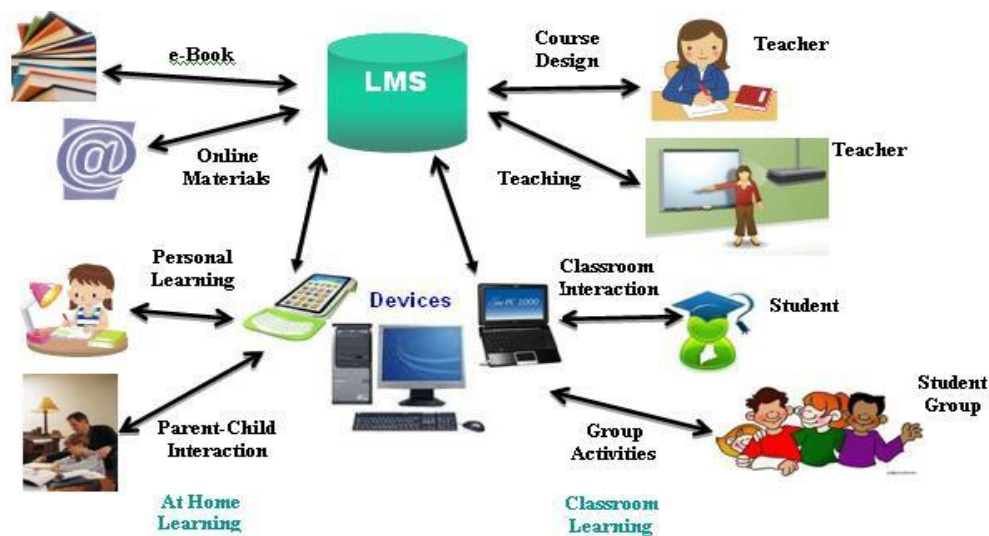 e-Book
LMS
Course
Design
Teacher
@
Online
Materials
Teaching
Teacher
Personal
Learning
Devices
Classroom
Interaction
Student
Parent-Child
Interaction
Group
Activities
Student
Group
At Home
Learning
Classroom
Learning